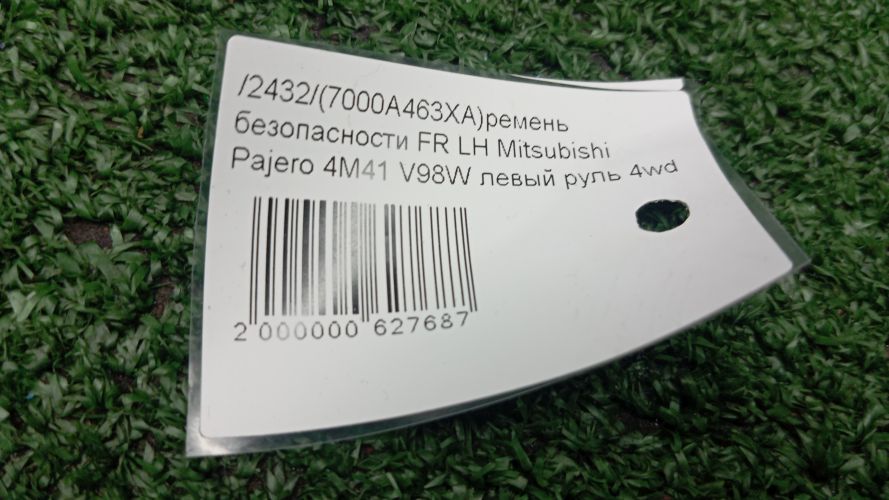 /2432/(7000A463XA)ремень
безопасности FR LH Mitsubishi
Pajero 4M41 V98W левый руль 4wd
2 000000 627687